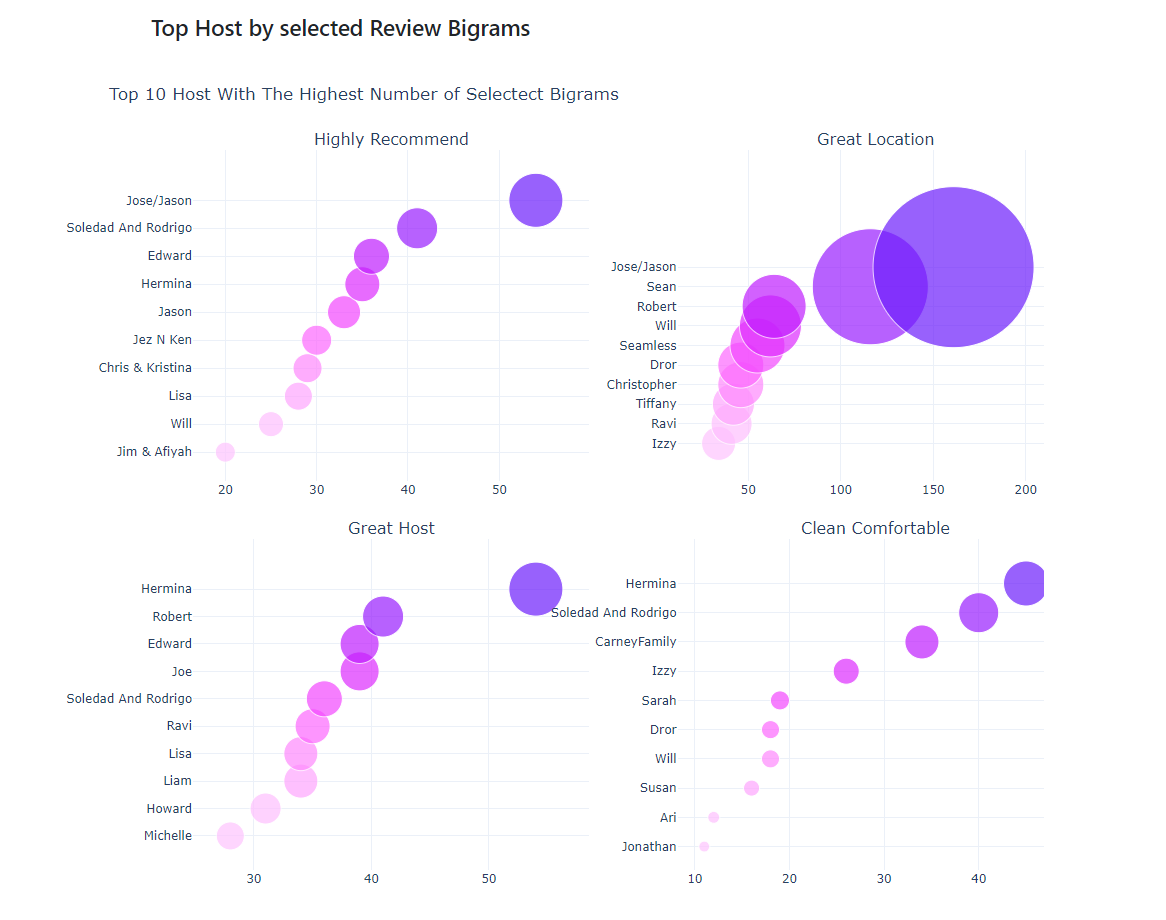 Top Host by selected Review Bigrams
Top 10 Host With The Highest Number of Selectect Bigrams
Highly Recommend
Jose/Jason
Soledad And Rodrigo
Edward
Hermina
Jason
Jez N Ken
Chris & Kristina
Lisa
Will
Jim & Afiyah
20 30 40 50
Great Location
Jose/Jason
Sean
Robert
Will
Seamless
Dror
Christopher
Tiffany
Ravi
Izzy
50 100 150 200
Great Host
Hermina
Robert
Edward
Joe
Soledad And Rodrigo
Ravi
Lisa
Liam
Howard
Michelle
30 40 50
Clean Comfortable
Hermina
Soledad And Rodrigo
CarneyFamily
Izzy
Sarah
Dror
Will
Susan
Ari
Jonathan
10 20 30 40